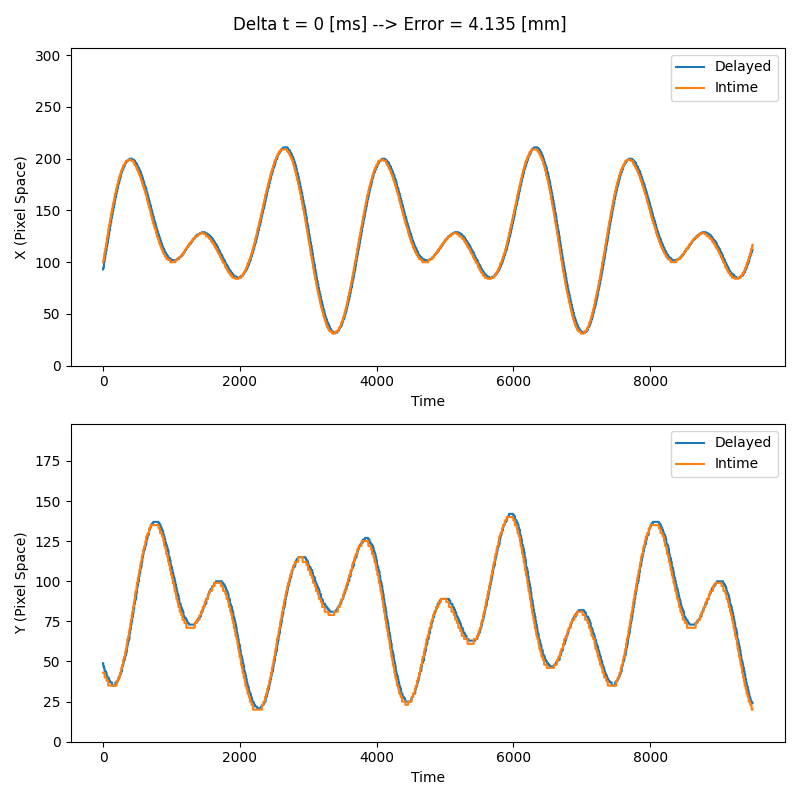 Delta t = 0 [ms] --> Error = 4.135 [mm]
300
250
200
150
100
50
0
X (Pixel Space)
Delayed
Intime
0 2000 4000 6000 8000
Time
175
150
125
100
75
50
25
0
Y (Pixel Space)
Delayed
Intime
0 2000 4000 6000 8000
Time